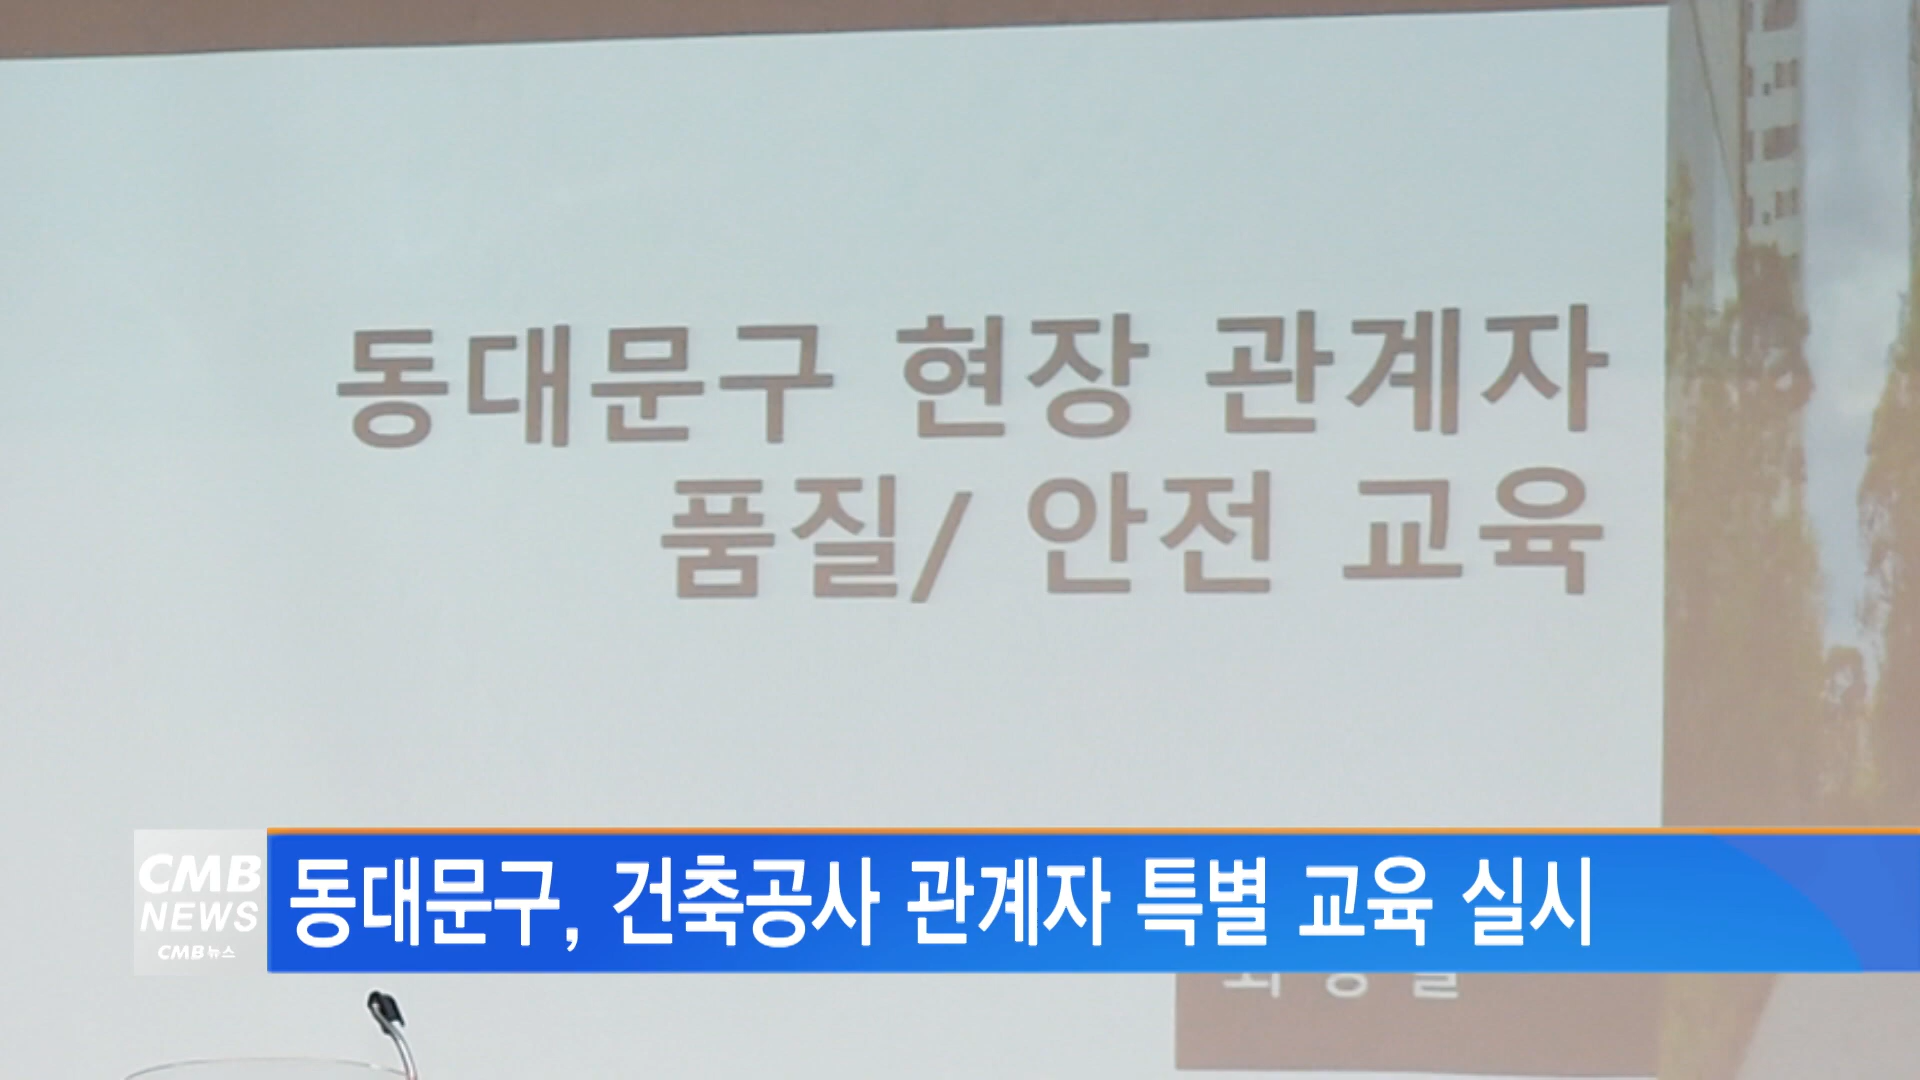 동대문구 현장 관계자
품질/ 안전 교육
CMB
NEWS
CMB 뉴스
동대문구, 건축공사 관계자 특별 교육 실시